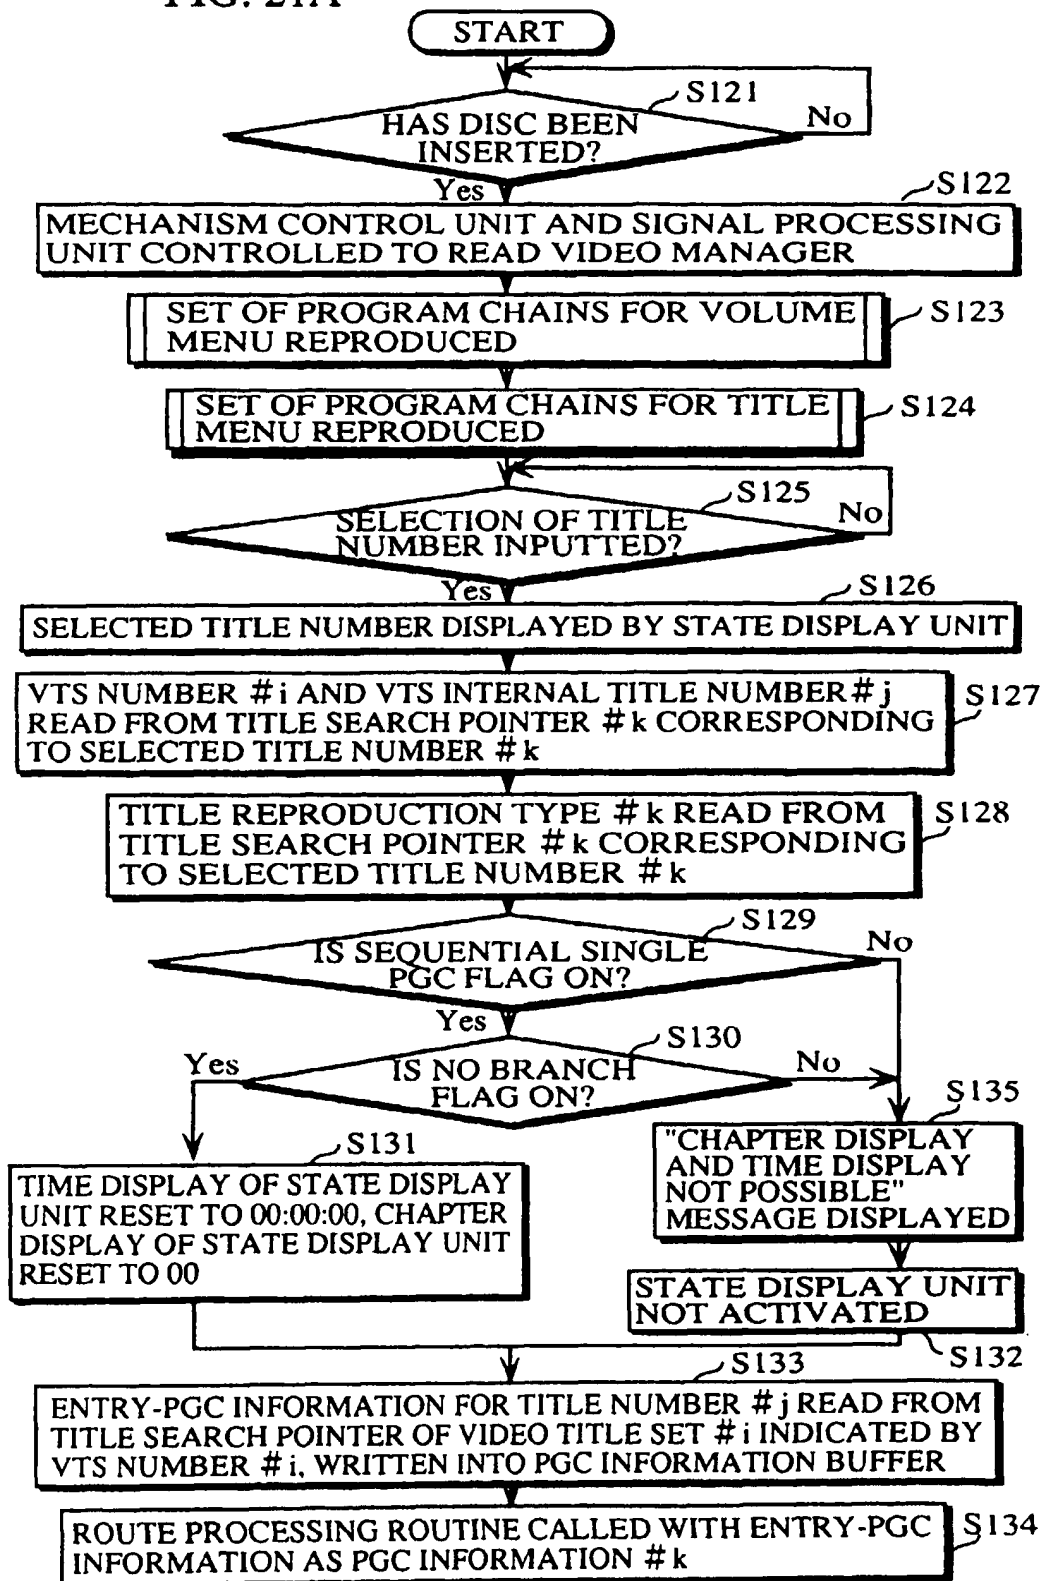 FIG. 21A
START
S121
No
HAS DISC BEEN
INSERTED?
Yes
S122
MECHANISM CONTROL UNIT AND SIGNAL PROCESSING
UNIT CONTROLLED TO READ VIDEO MANAGER
SET OF PROGRAM CHAINS FOR VOLUME
MENU REPRODUCED
S123
SET OF PROGRAM CHAINS FOR TITLE
MENU REPRODUCED
S124
S125
No
SELECTION OF TITLE
NUMBER INPUTTED?
Yes
S126
SELECTED TITLE NUMBER DISPLAYED BY STATE DISPLAY UNIT
VTS NUMBER #i AND VTS INTERNAL TITLE NUMBER#j
READ FROM TITLE SEARCH POINTER #k CORRESPONDING
TO SELECTED TITLE NUMBER #k
S127
TITLE REPRODUCTION TYPE #k READ FROM
TITLE SEARCH POINTER #k CORRESPONDING
TO SELECTED TITLE NUMBER #k
S128
S129
No
IS SEQUENTIAL SINGLE
PGC FLAG ON?
Yes
S130
Yes
No
IS NO BRANCH
FLAG ON?
S135
"CHAPTER DISPLAY
AND TIME DISPLAY
NOT POSSIBLE"
MESSAGE DISPLAYED
S131
TIME DISPLAY OF STATE DISPLAY
UNIT RESET TO 00:00:00, CHAPTER
DISPLAY OF STATE DISPLAY UNIT
RESET TO 00
STATE DISPLAY UNIT
NOT ACTIVATED
S132
S133
ENTRY-PGC INFORMATION FOR TITLE NUMBER #j READ FROM
TITLE SEARCH POINTER OF VIDEO TITLE SET #i INDICATED BY
VTS NUMBER #i, WRITTEN INTO PGC INFORMATION BUFFER
ROUTE PROCESSING ROUTINE CALLED WITH ENTRY-PGC
INFORMATION AS PGC INFORMATION #k
S134